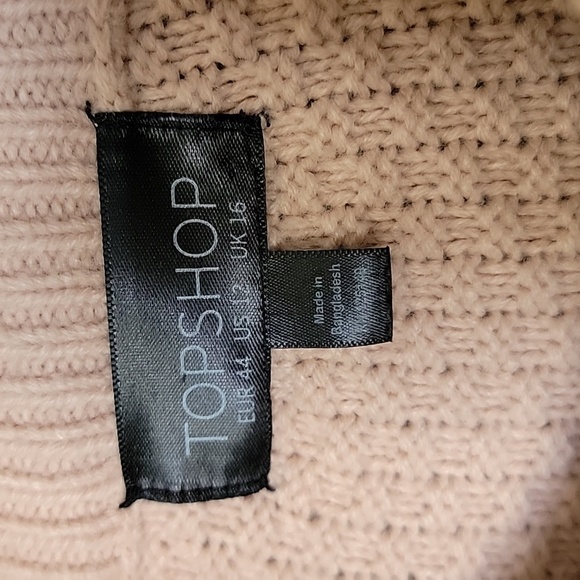 TOPSHOP
EUR 44 US 12 UK 16
Made in
Bangladesh